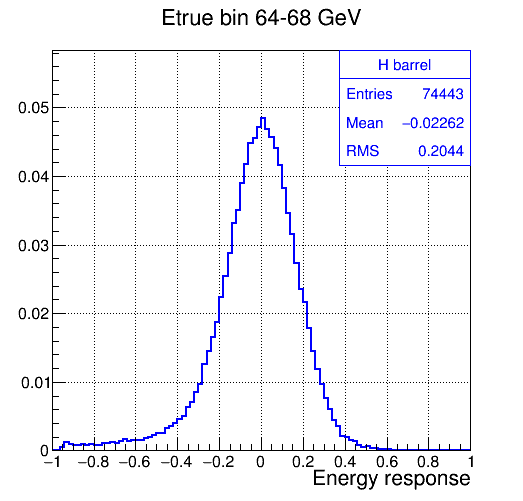 Etrue bin 64-68 GeV
H barrel
Entries 74443
Mean −0.02262
RMS 0.2044
0.05
0.04
0.03
0.02
0.01
0
−1 −0.8 −0.6 −0.4 −0.2 0 0.2 0.4 0.6 0.8 1
Energy response